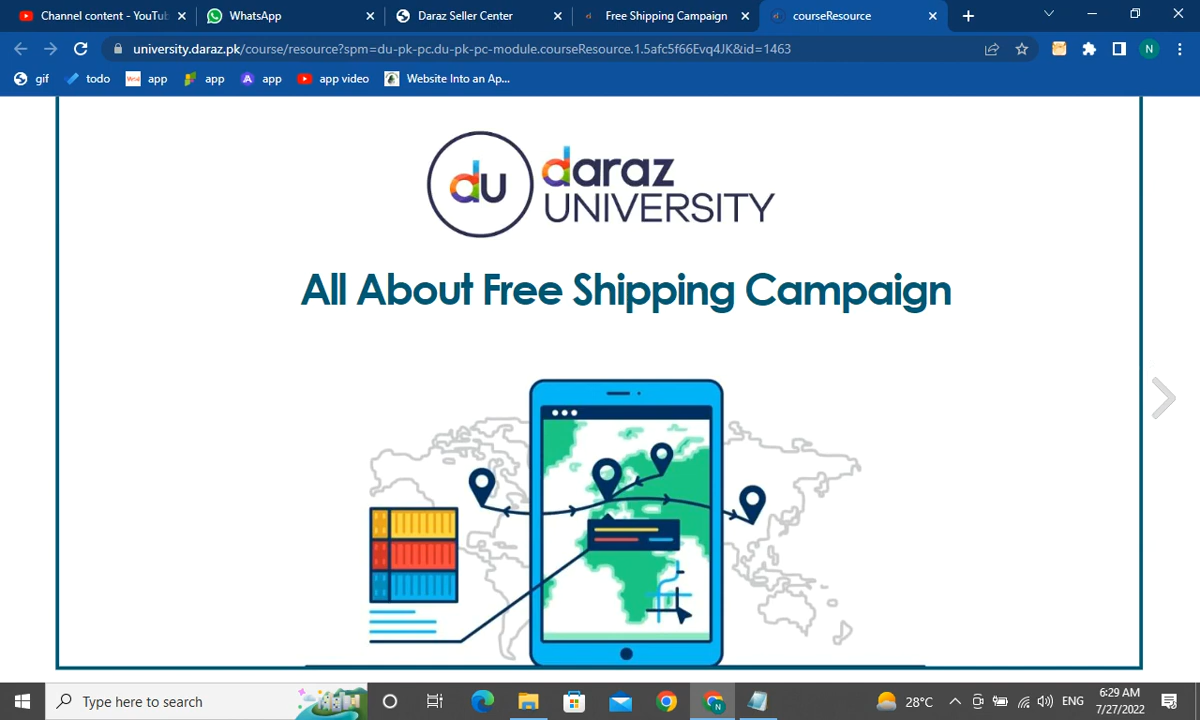 Channel content - YouTu
WhatsApp
Daraz Seller Center
Free Shipping Campaign
courseResource
university.daraz.pk/course/resource?spm=du-pk-pc.du-pk-pc-module.courseResource.1.5afc5f66Evq4JK&id=1463
N
gif
todo
app
app
A
app
app video
Website Into an Ap...
du
daraz
UNIVERSITY
All About Free Shipping Campaign
Type here to search
N
28°C
ENG
6:29 AM
7/27/2022